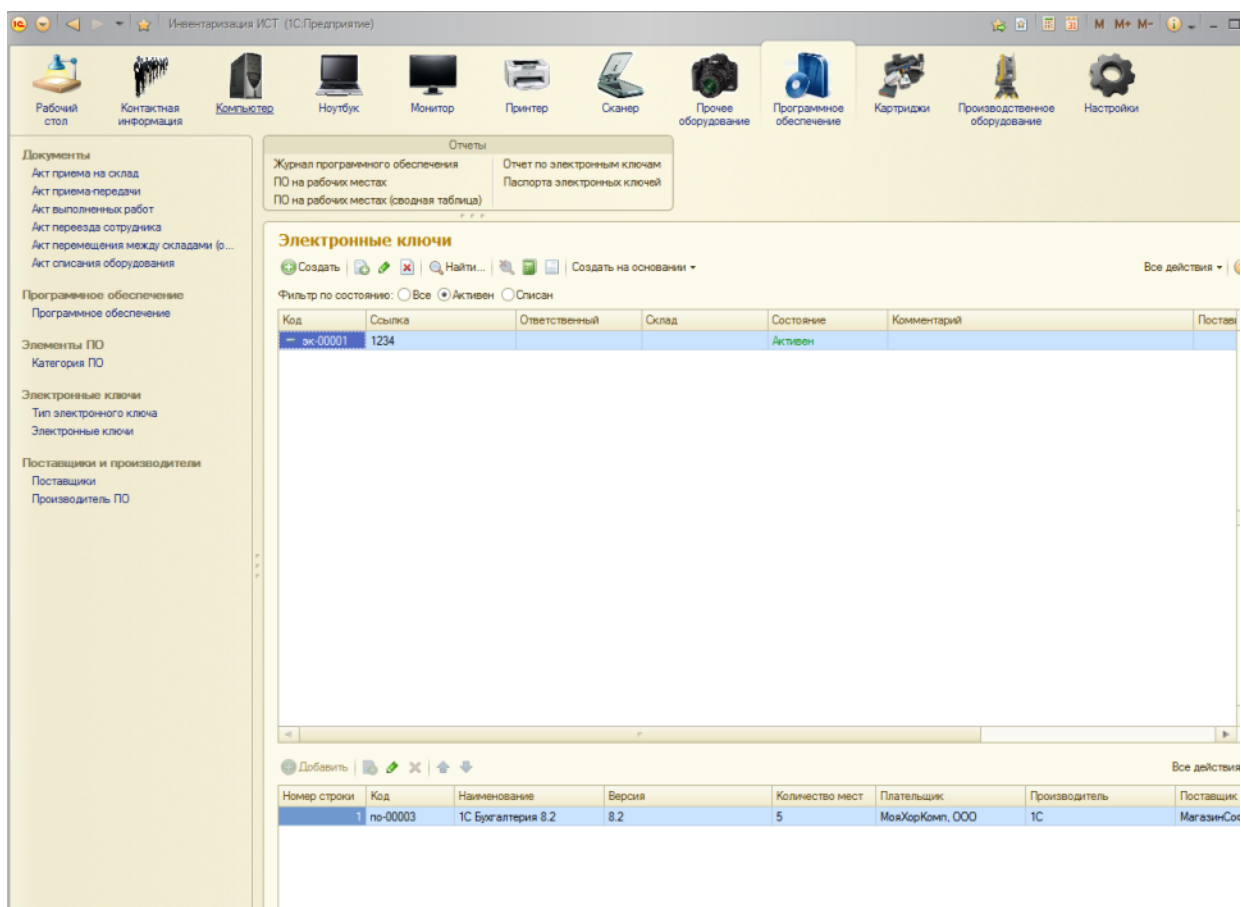 Инвентаризация ИСТ (1С:Предприятие)
M M+ M-
Рабочий стол
Контактная информация
Компьютер
Ноутбук
Монитор
Принтер
Сканер
Прочее оборудование
Программное обеспечение
Картриджи
Производственное оборудование
Настройки
Документы
Акт приема на склад
Акт приема-передачи
Акт выполненных работ
Акт переезда сотрудника
Акт перемещения между складами (о...
Акт списания оборудования
Программное обеспечение
Программное обеспечение
Элементы ПО
Категория ПО
Электронные ключи
Тип электронного ключа
Электронные ключи
Поставщики и производители
Поставщики
Производитель ПО
Отчеты
Журнал программного обеспечения
Отчет по электронным ключам
ПО на рабочих местах
Паспорта электронных ключей
ПО на рабочих местах (сводная таблица)
Электронные ключи
Создать Найти... Создать на основании Все действия
Фильтр по состоянию: Все Активен Списан
Код Ссылка Ответственный Склад Состояние Комментарий Постав
эк-00001 1234 Активен
Добавить Все действия
Номер строки Код Наименование Версия Количество мест Плательщик Производитель Поставщик
1 по-00003 1С Бухгалтерия 8.2 8.2 5 МояХорКомп, ООО 1С МагазинСоф